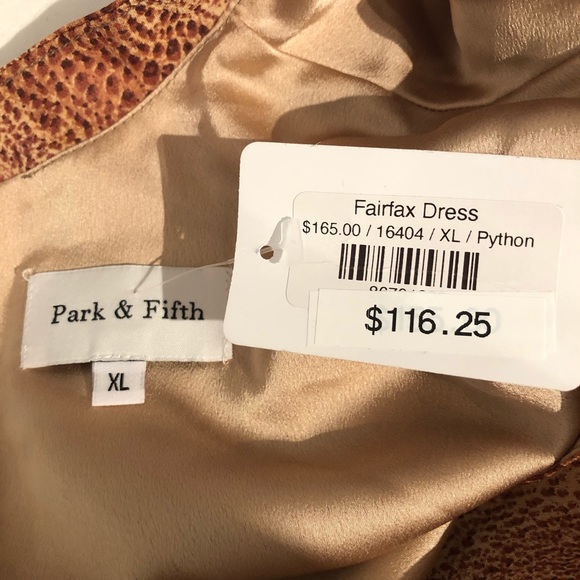 Fairfax Dress
$165.00 / 16404 / XL / Python
$116.25
Park & Fifth
XL